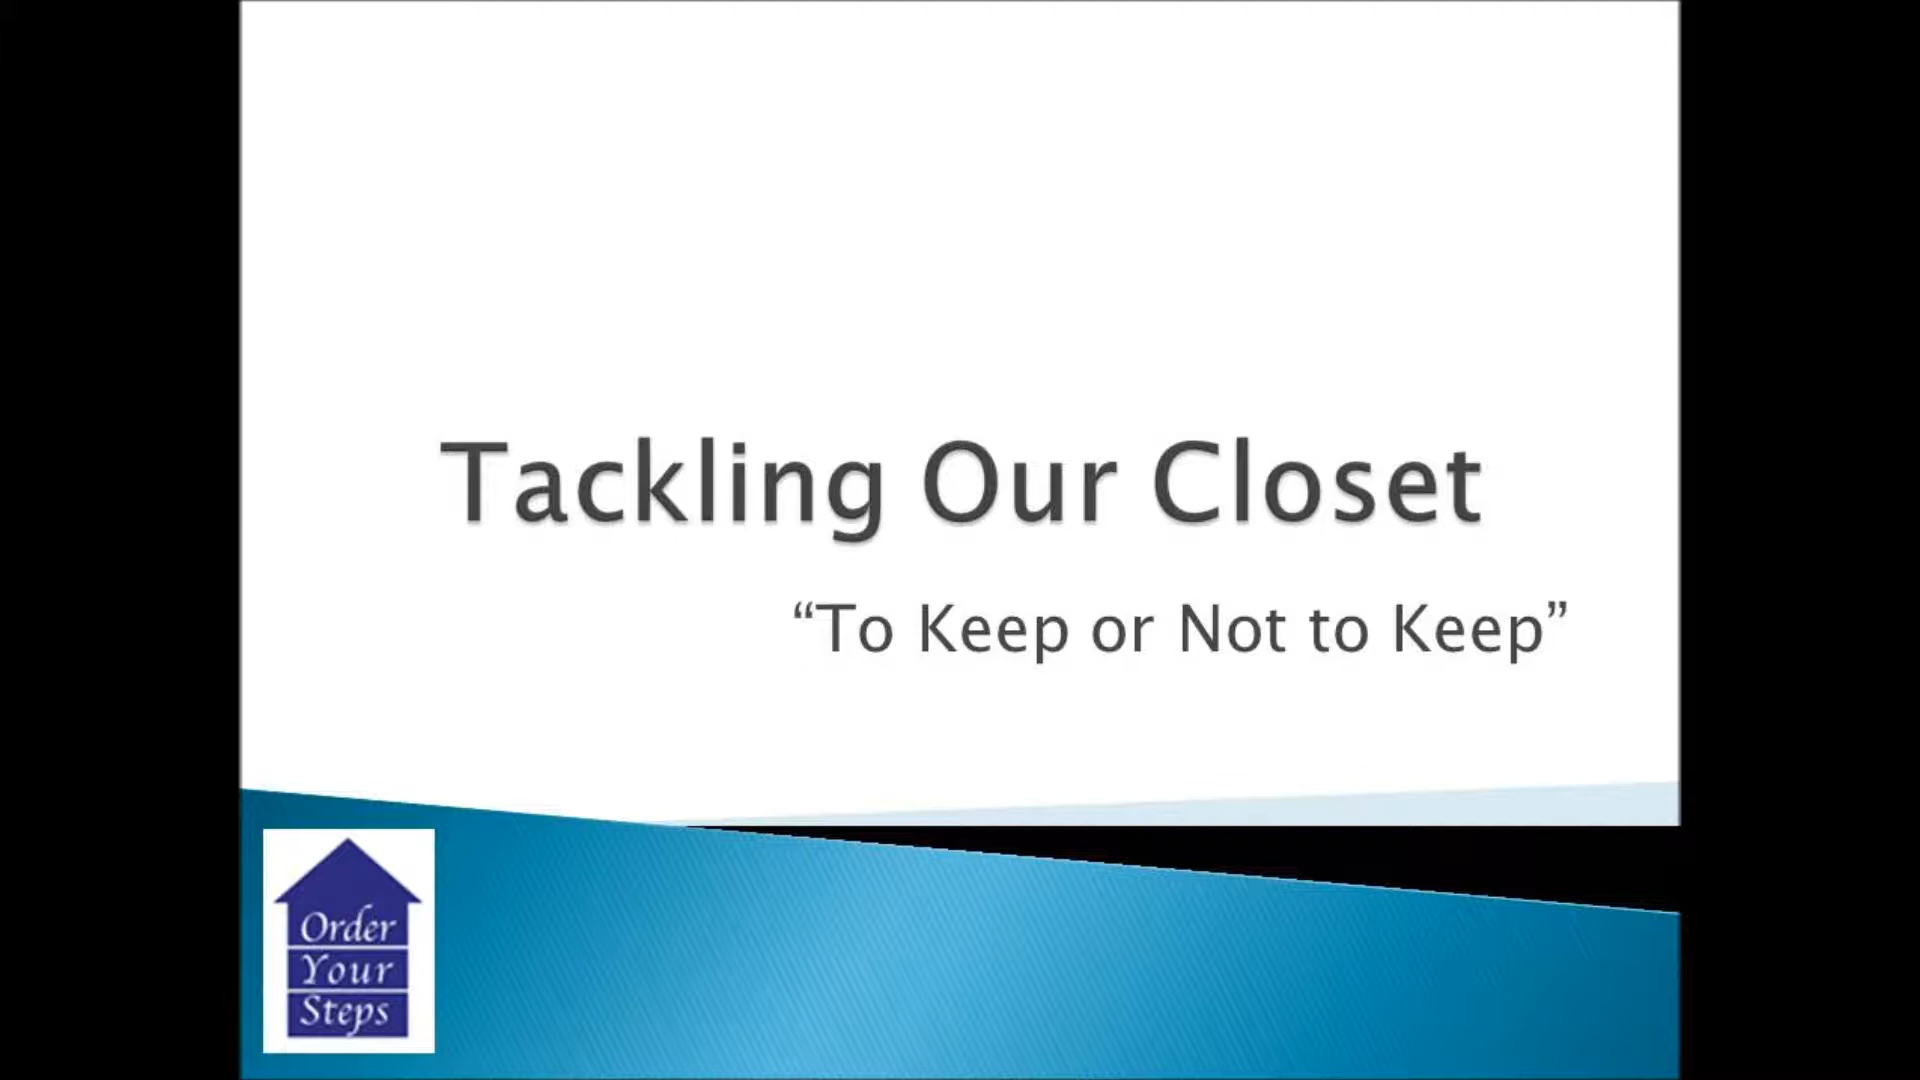 Tackling Our Closet
“To Keep or Not to Keep”
Order
Your
Steps